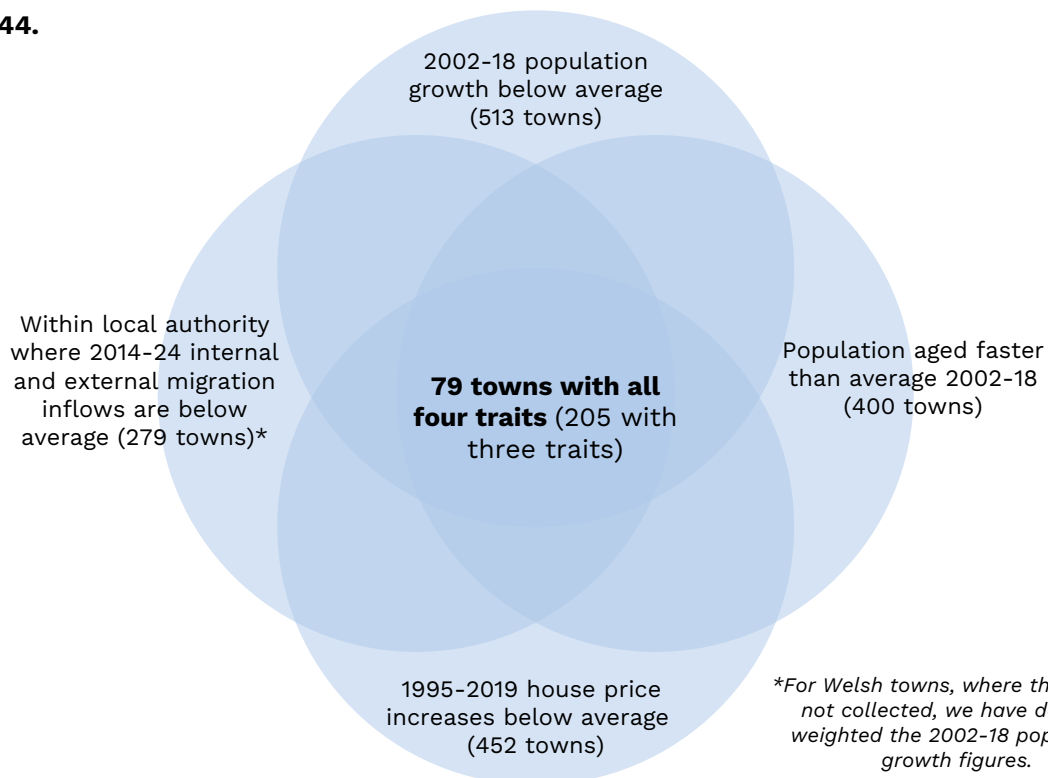 44.
2002-18 population
growth below average
(513 towns)
Within local authority
where 2014-24 internal
and external migration
inflows are below
average (279 towns)*
79 towns with all
four traits (205 with
three traits)
Population aged faster
than average 2002-18
(400 towns)
1995-2019 house price
increases below average
(452 towns)
*For Welsh towns, where
not collected, we have
weighted the 2002-18
growth figures.